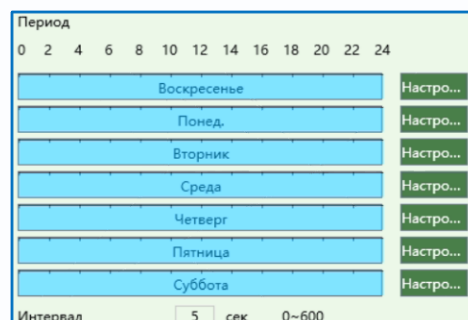 Период
0 2 4 6 8 10 12 14 16 18 20 22 24
Воскресенье Настро...
Понед. Настро...
Вторник Настро...
Среда Настро...
Четверг Настро...
Пятница Настро...
Суббота Настро...
Интервал 5 сек 0~600